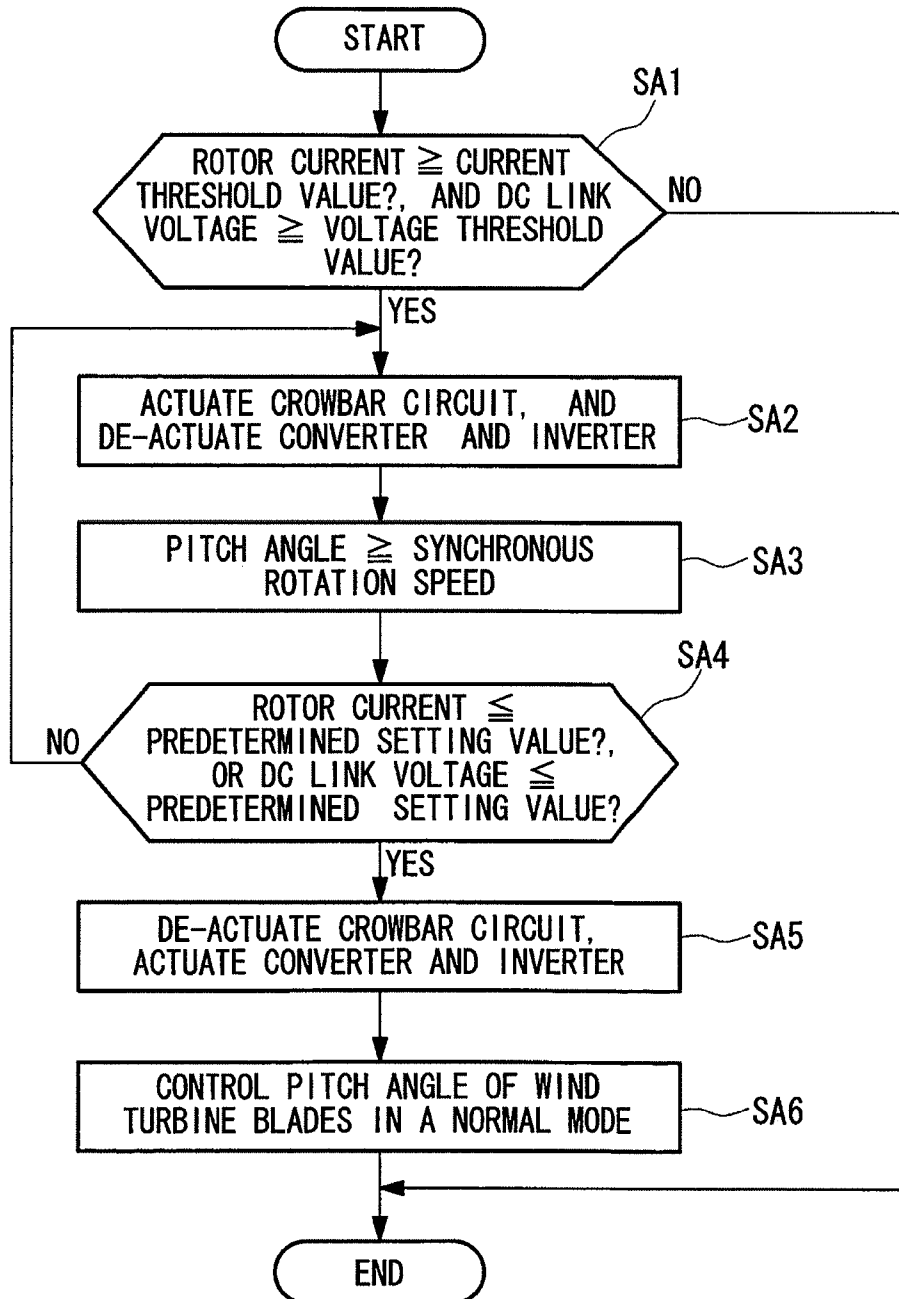 START
SA1
ROTOR CURRENT ≧ CURRENT
THRESHOLD VALUE?, AND DC LINK
VOLTAGE ≧ VOLTAGE THRESHOLD
VALUE?
NO
YES
ACTUATE CROWBAR CIRCUIT, AND
DE-ACTUATE CONVERTER AND INVERTER
SA2
PITCH ANGLE ≧ SYNCHRONOUS
ROTATION SPEED
SA3
SA4
ROTOR CURRENT ≦
PREDETERMINED SETTING VALUE?,
OR DC LINK VOLTAGE ≦
PREDETERMINED SETTING VALUE?
NO
YES
DE-ACTUATE CROWBAR CIRCUIT,
ACTUATE CONVERTER AND INVERTER
SA5
CONTROL PITCH ANGLE OF WIND
TURBINE BLADES IN A NORMAL MODE
SA6
END